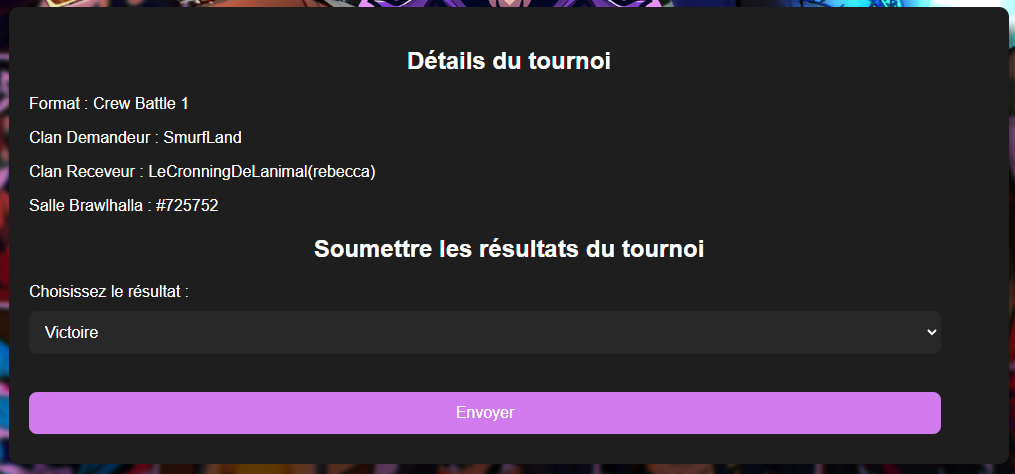 Détails du tournoi
Format : Crew Battle 1
Clan Demandeur : SmurfLand
Clan Receveur : LeCronningDeLanimal(rebecca)
Salle Brawlhalla : #725752
Soumettre les résultats du tournoi
Choisissez le résultat :
Victoire
Envoyer